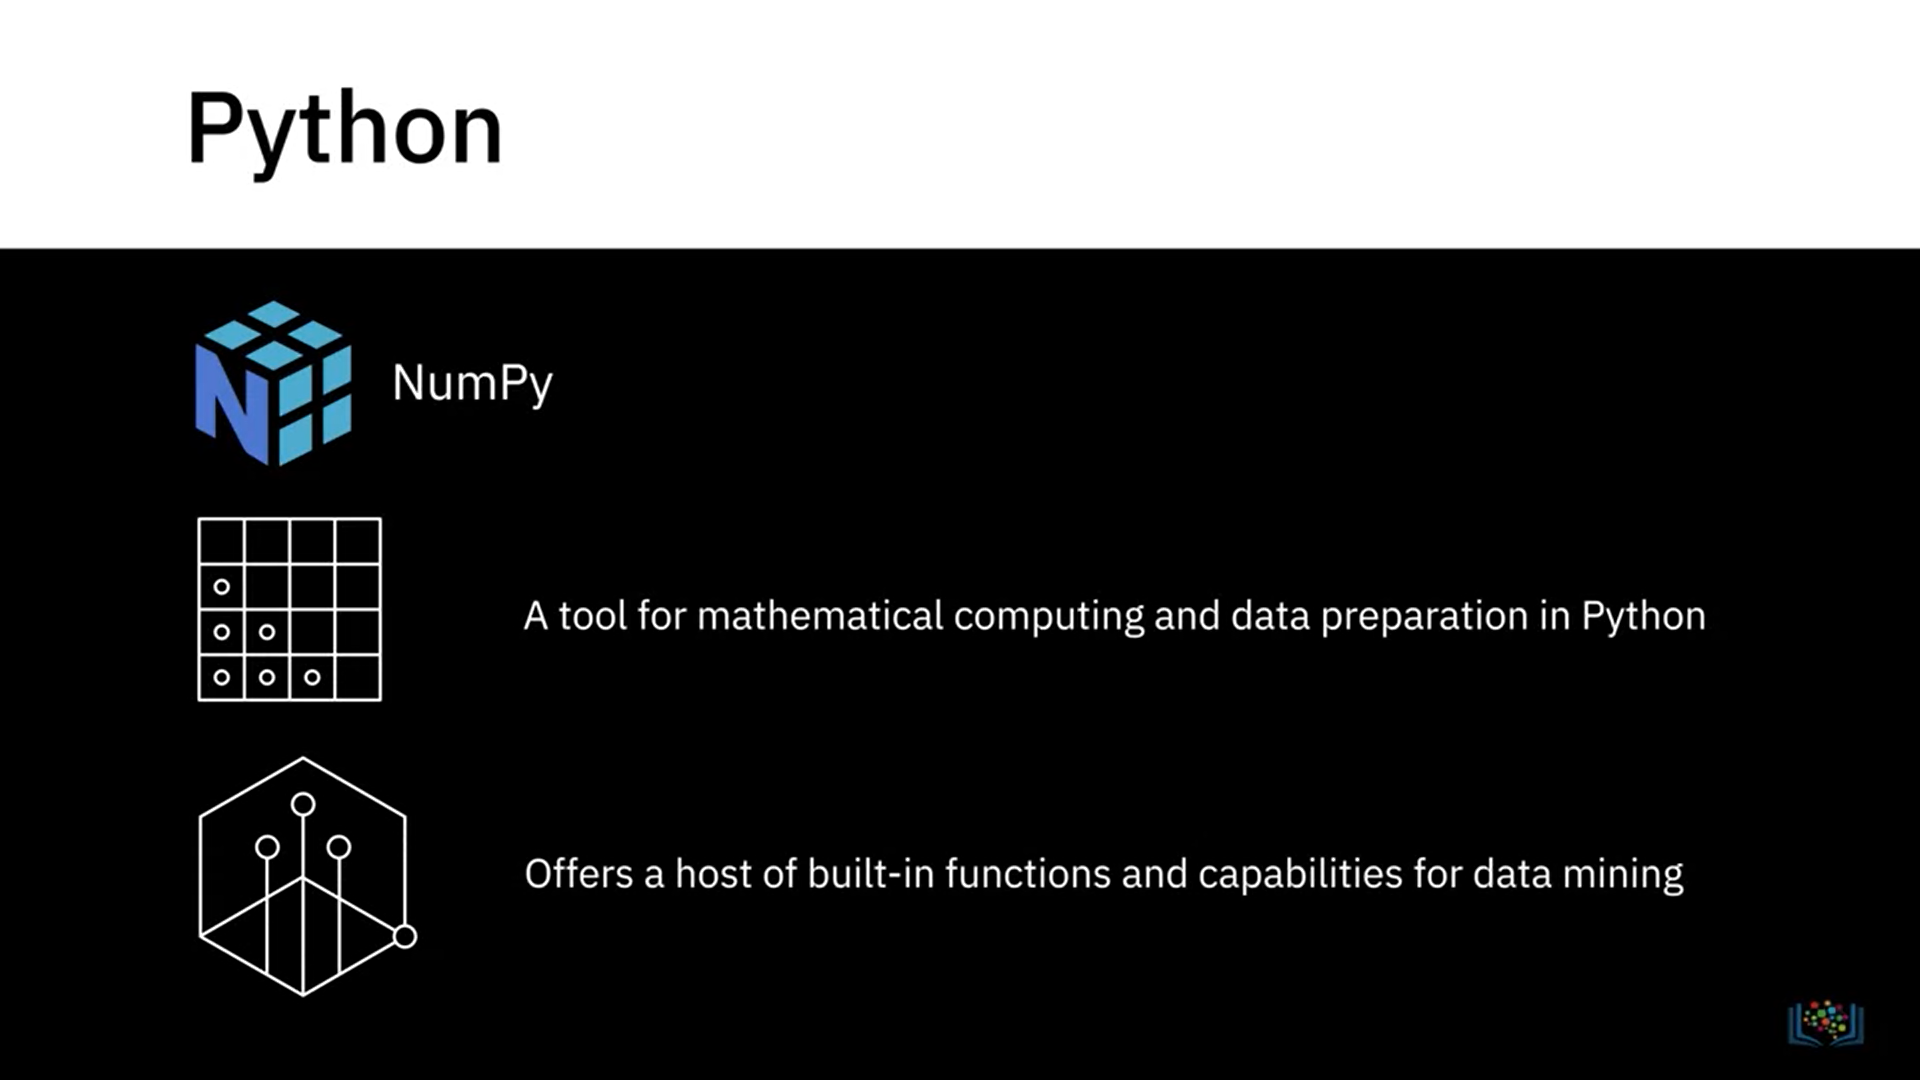 Python
NumPy
A tool for mathematical computing and data preparation in Python
Offers a host of built-in functions and capabilities for data mining